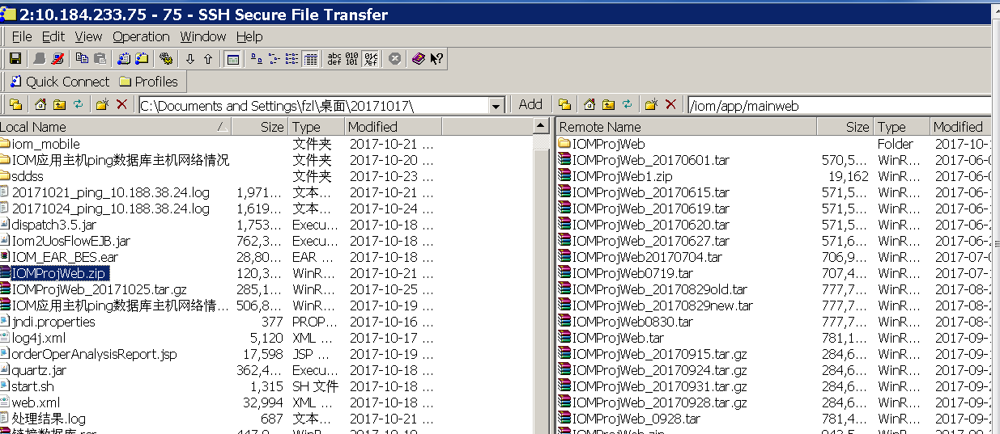 2:10.184.233.75 - 75 - SSH Secure File Transfer
File Edit View Operation Window Help
abc def 010 101
Quick Connect Profiles
C:\Documents and Settings\fzl\桌面\20171017\ Add /iom/app/mainweb
Local Name / Size Type Modified Remote Name Size Type Modified
iom_mobile 文件夹 2017-10-21 ... IOMProjWeb Folder 2017-10-
IOM应用主机ping数据库主机网络情况 文件夹 2017-10-20 ... IOMProjWeb_20170601.tar 570,5... WinR... 2017-06-0
sddss 文件夹 2017-10-23 ... IOMProjWeb1.zip 19,162 WinR... 2017-06-0
20171021_ping_10.188.38.24.log 1,971... 文本... 2017-10-21 IOMProjWeb_20170615.tar 571,5... WinR... 2017-06-1
20171024_ping_10.188.38.24.log 1,619... 文本... 2017-10-24 ... IOMProjWeb_20170619.tar 571,5... WinR... 2017-06-1
dispatch3.5.jar 1,753... Execu... 2017-10-18 ... IOMProjWeb_20170620.tar 571,5... WinR... 2017-06-2
Iom2UosFlowEJB.jar 762,3... Execu... 2017-10-18 ... IOMProjWeb_20170627.tar 571,6... WinR... 2017-06-2
IOM_EAR_BES.ear 28,80... EAR ... 2017-10-18 ... IOMProjWeb20170704.tar 706,9... WinR... 2017-07-0
IOMProjWeb.zip 120,3... WinR... 2017-10-21 ... IOMProjWeb0719.tar 707,4... WinR... 2017-07-1
IOMProjWeb_20171025.tar.gz 285,1... WinR... 2017-10-25 ... IOMProjWeb_20170829old.tar 777,7... WinR... 2017-08-2
IOM应用主机ping数据库主机网络情... 506,8... WinR... 2017-10-19 ... IOMProjWeb_20170829new.tar 777,7... WinR... 2017-08-2
jndi.properties 377 PROP... 2017-10-16 ... IOMProjWeb0830.tar 777,7... WinR... 2017-08-3
log4j.xml 5,120 XML ... 2017-10-17 ... IOMProjWeb.tar 781,1... WinR... 2017-09-1
orderOperAnalysisReport.jsp 17,598 JSP ... 2017-10-19 ... IOMProjWeb_20170915.tar.gz 284,6... WinR... 2017-09-1
quartz.jar 362,4... Execu... 2017-10-18 ... IOMProjWeb_20170924.tar.gz 284,6... WinR... 2017-09-2
start.sh 1,315 SH 文件 2017-10-18 ... IOMProjWeb_20170931.tar.gz 284,6... WinR... 2017-09-2
web.xml 32,994 XML ... 2017-10-18 ... IOMProjWeb_20170928.tar.gz 284,6... WinR... 2017-09-2
处理结果.log 687 文本... 2017-10-21 ... IOMProjWeb_0928.tar 781,4... WinR... 2017-09-2